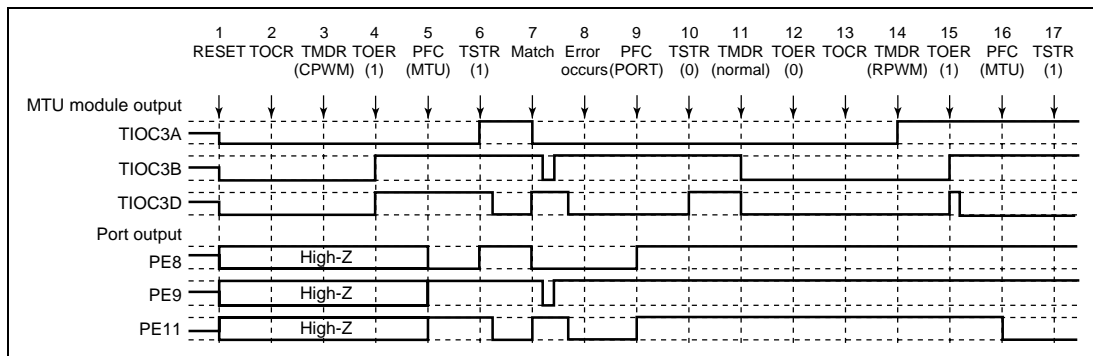 1 2 3 4 5 6 7 8 9 10 11 12 13 14 15 16 17
RESET TOCR TMDR TOER PFC TSTR Match Error PFC TSTR TMDR TOER TOCR TMDR TOER PFC TSTR
(CPWM) (1) (MTU) (1) occurs (PORT) (0) (normal) (0) (RPWM) (1) (MTU) (1)
MTU module output
TIOC3A
TIOC3B
TIOC3D
Port output
PE8 High-Z
PE9 High-Z
PE11 High-Z